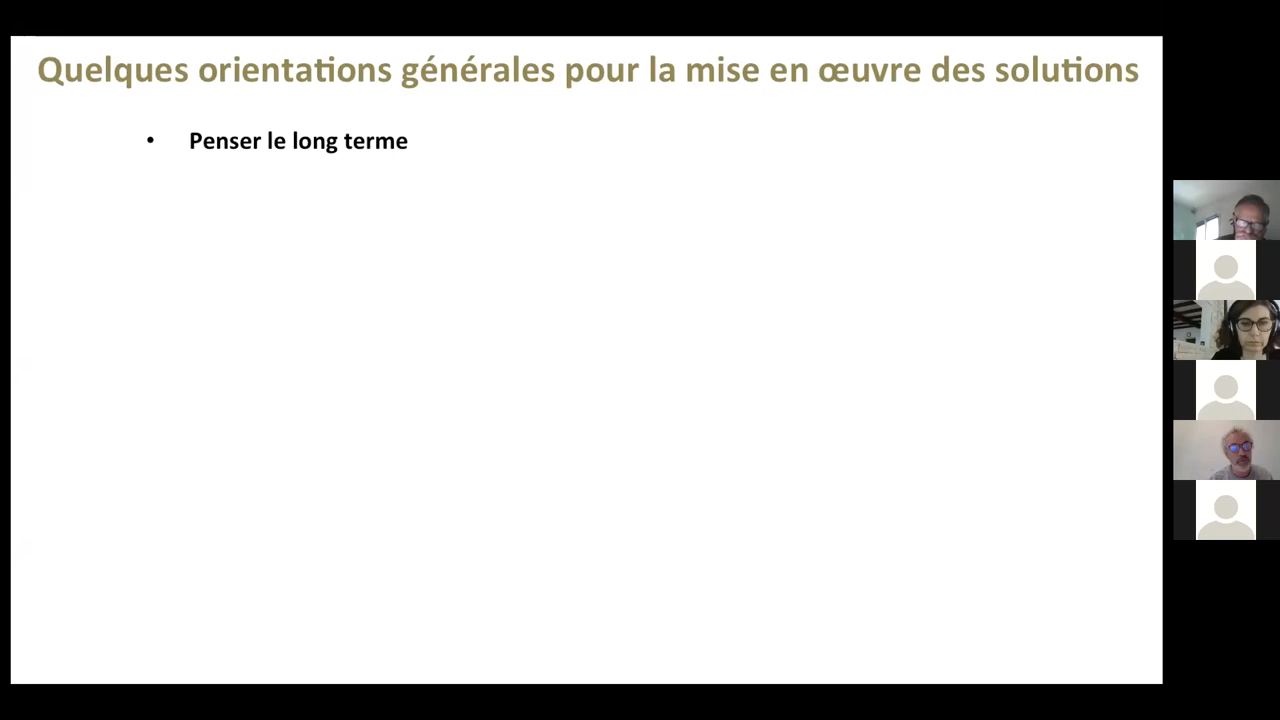 Quelques orientations générales pour la mise en œuvre des solutions
• Penser le long terme